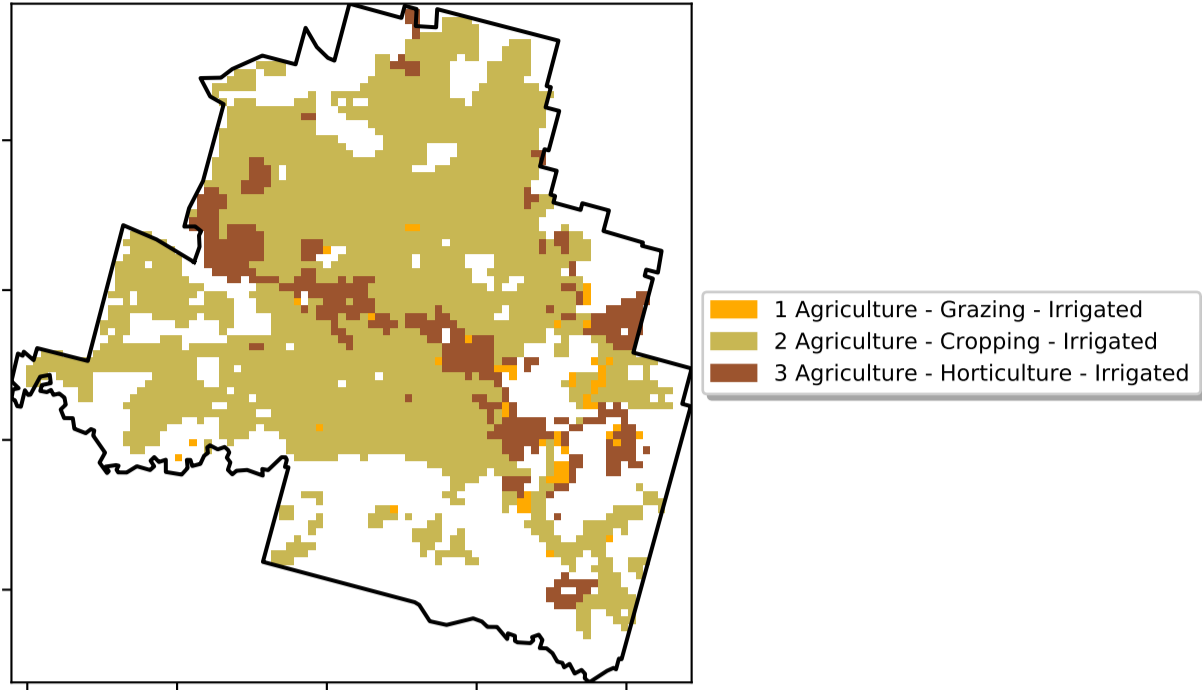 1 Agriculture - Grazing - Irrigated
2 Agriculture - Cropping - Irrigated
3 Agriculture - Horticulture - Irrigated